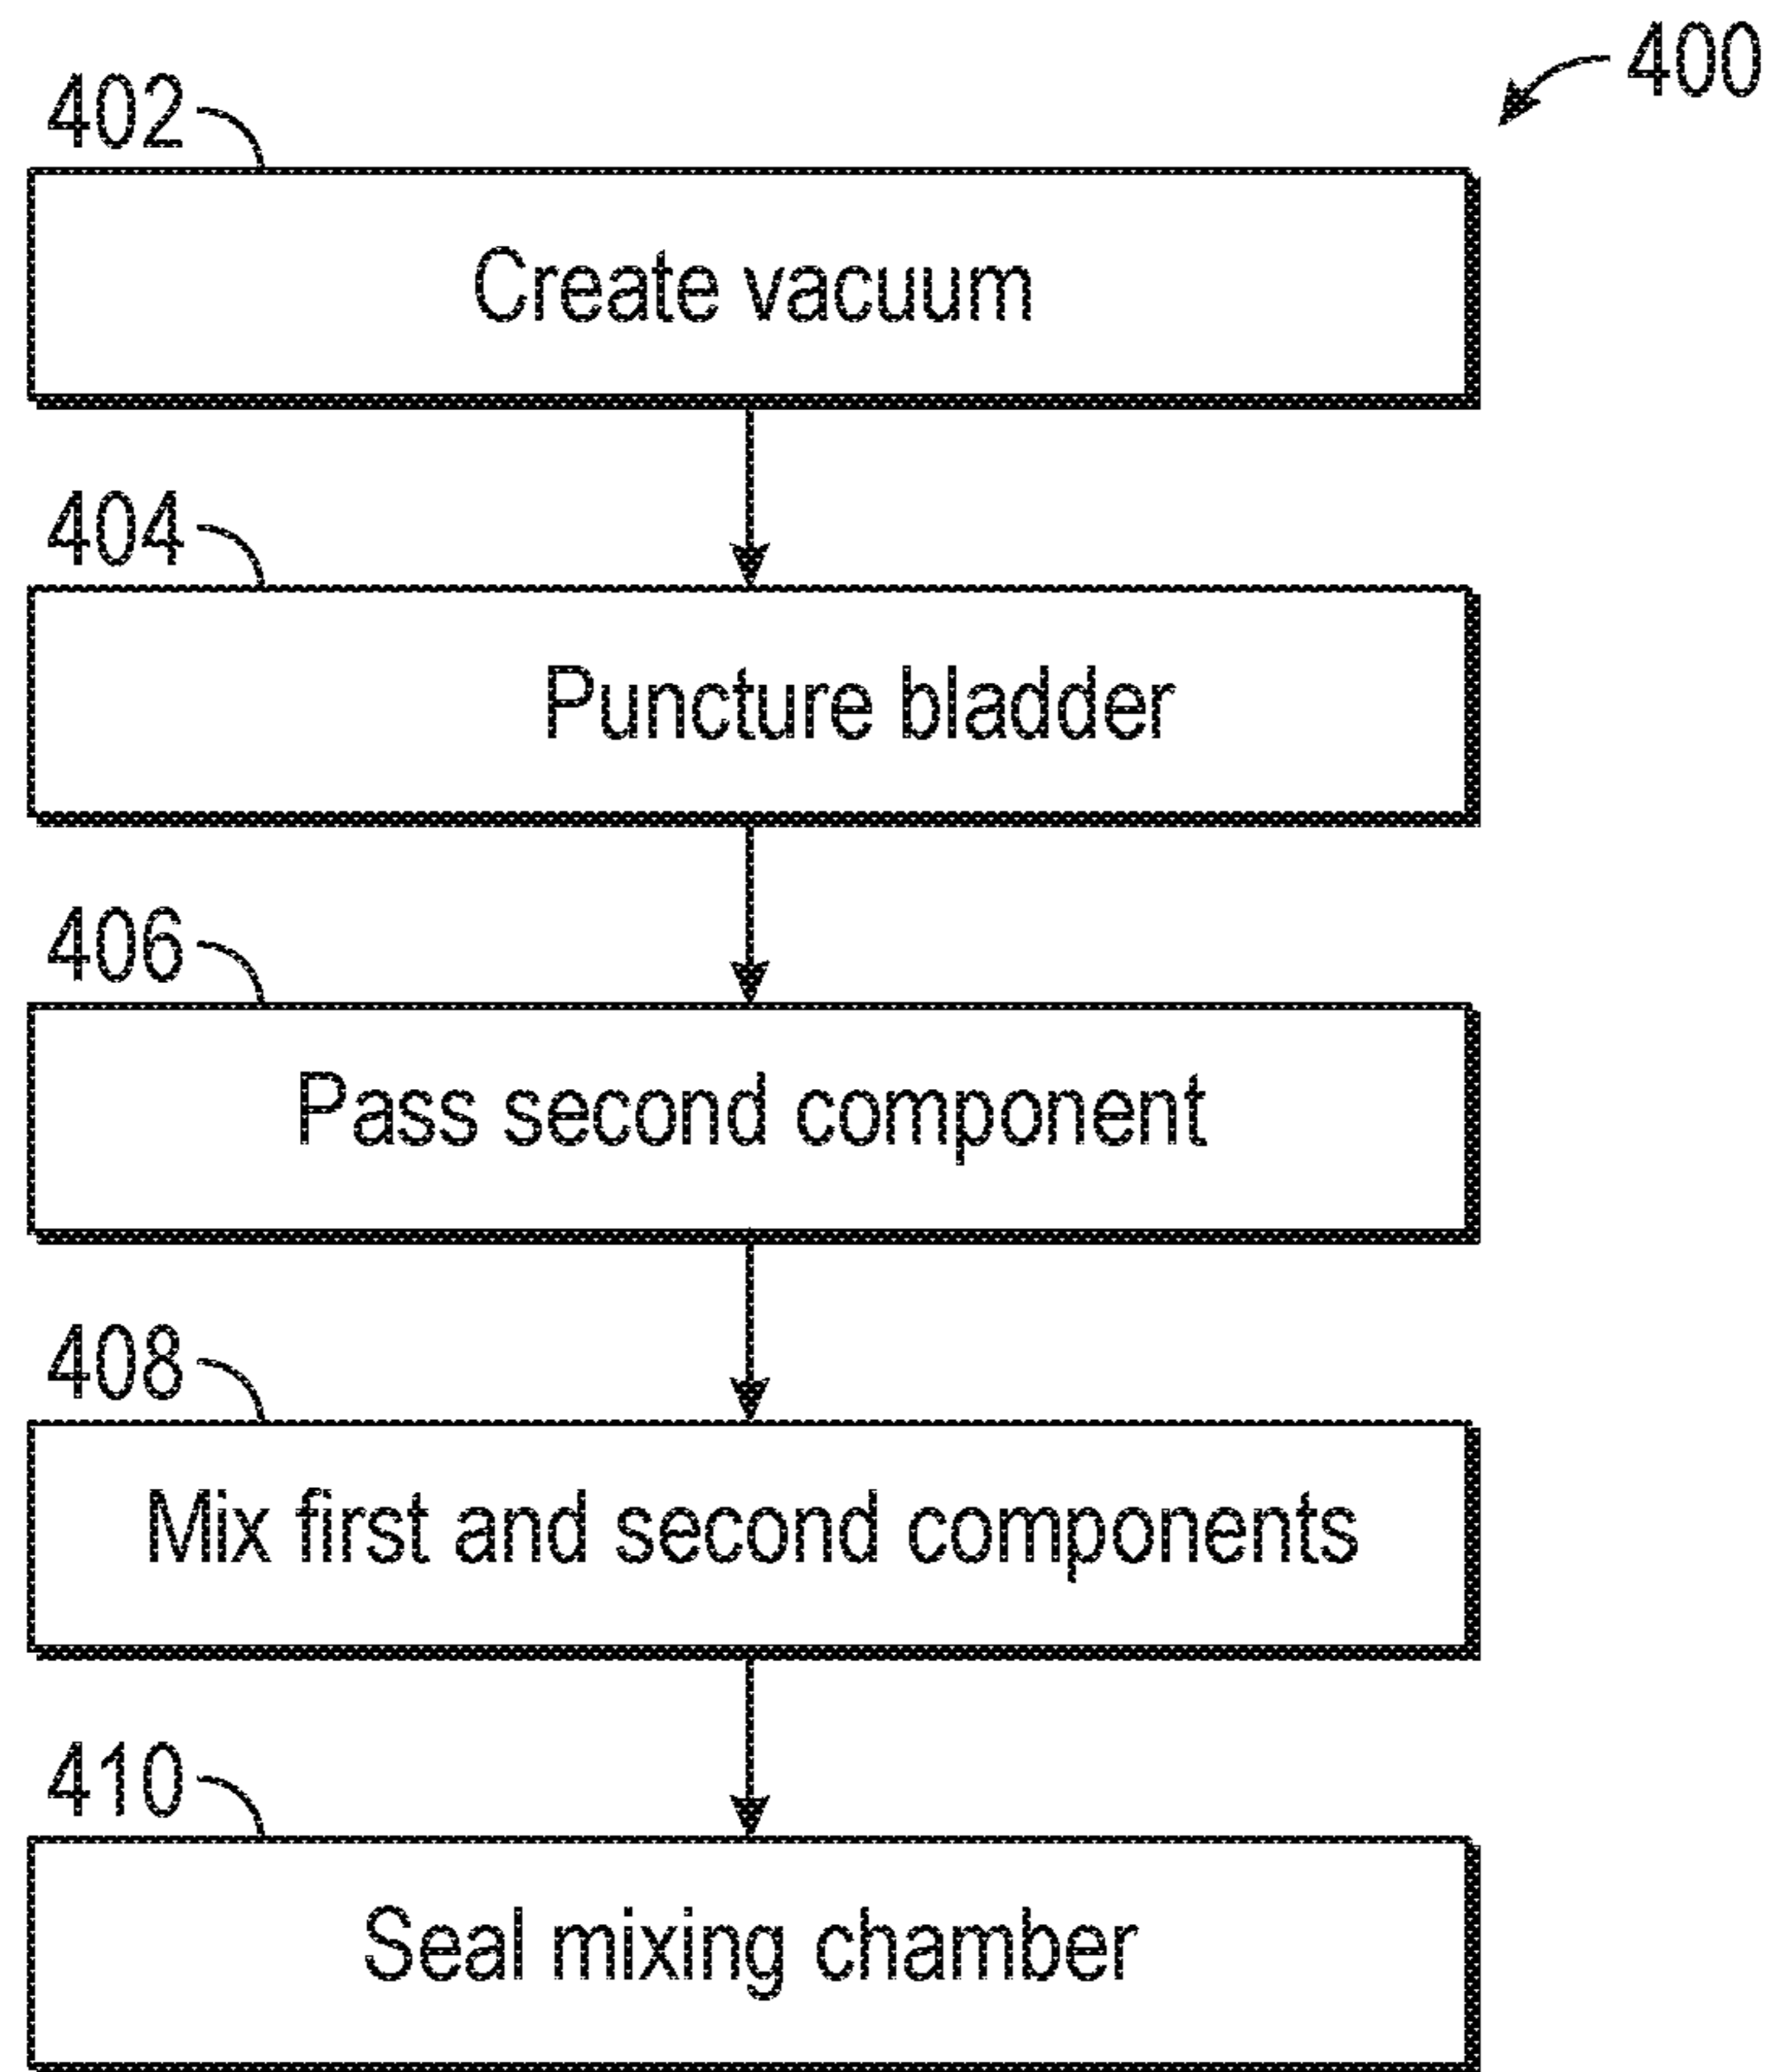 400
402
Create vacuum
404
Puncture bladder
406
Pass second component
408
Mix first and second components
410
Seal mixing chamber